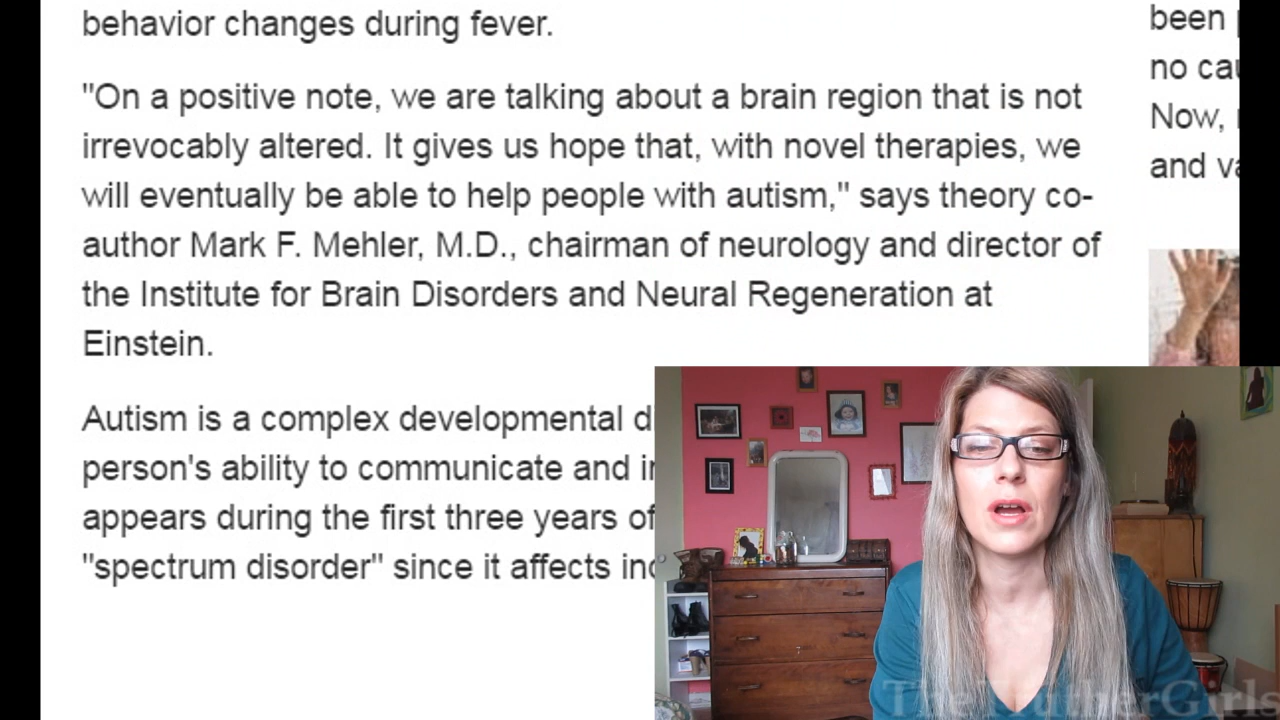 behavior changes during fever.
"On a positive note, we are talking about a brain region that is not
irrevocably altered. It gives us hope that, with novel therapies, we
will eventually be able to help people with autism," says theory co-
author Mark F. Mehler, M.D., chairman of neurology and director of
the Institute for Brain Disorders and Neural Regeneration at
Einstein.
Autism is a complex developmental
person's ability to communicate and
appears during the first three years of
"spectrum disorder" since it affects
been
no
Now,
and
TheTrutherGirls